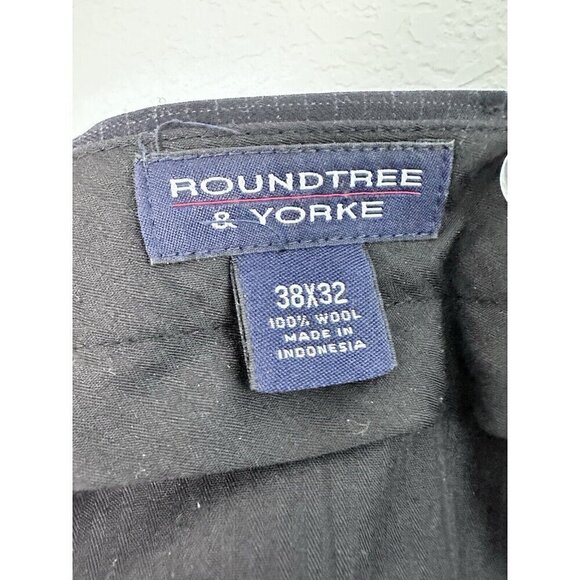 ROUNDTREE
& YORKE
38X32
100% WOOL
MADE IN
INDONESIA